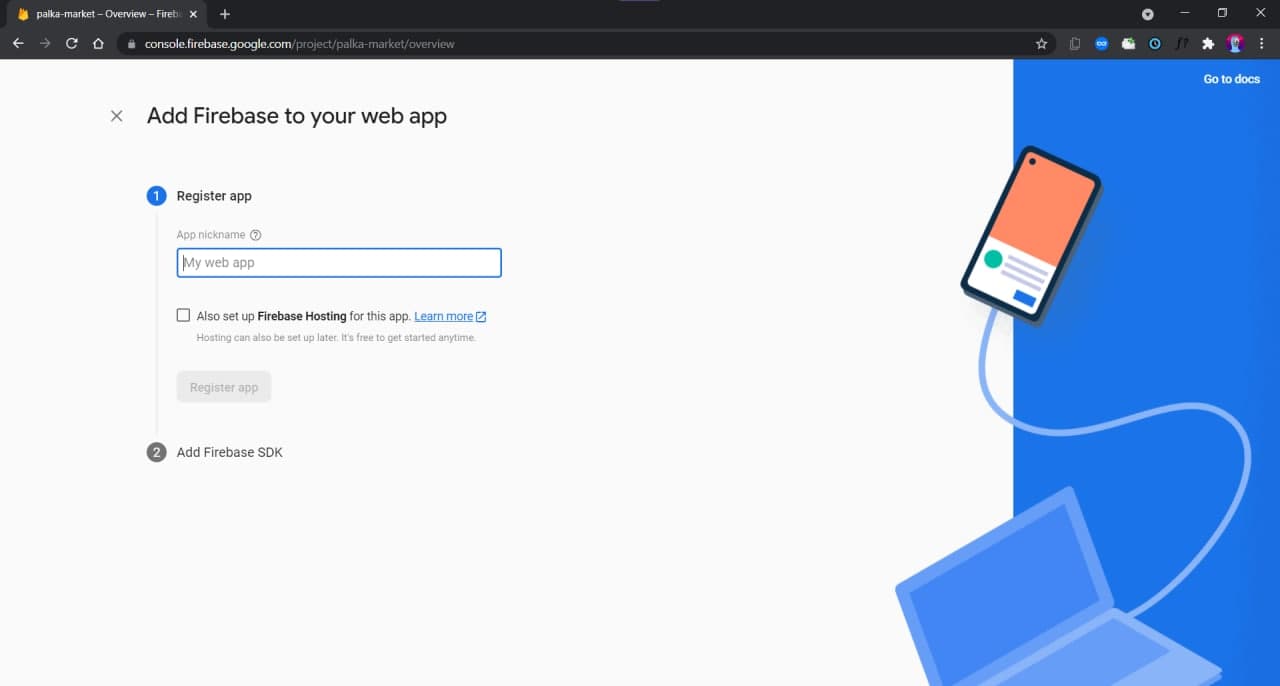 palka-market – Overview – Fireb
console.firebase.google.com/project/palka-market/overview
f?
Go to docs
Add Firebase to your web app
1 Register app
App nickname
My web app
Also set up Firebase Hosting for this app. Learn more
Hosting can also be set up later. It's free to get started anytime.
Register app
2 Add Firebase SDK